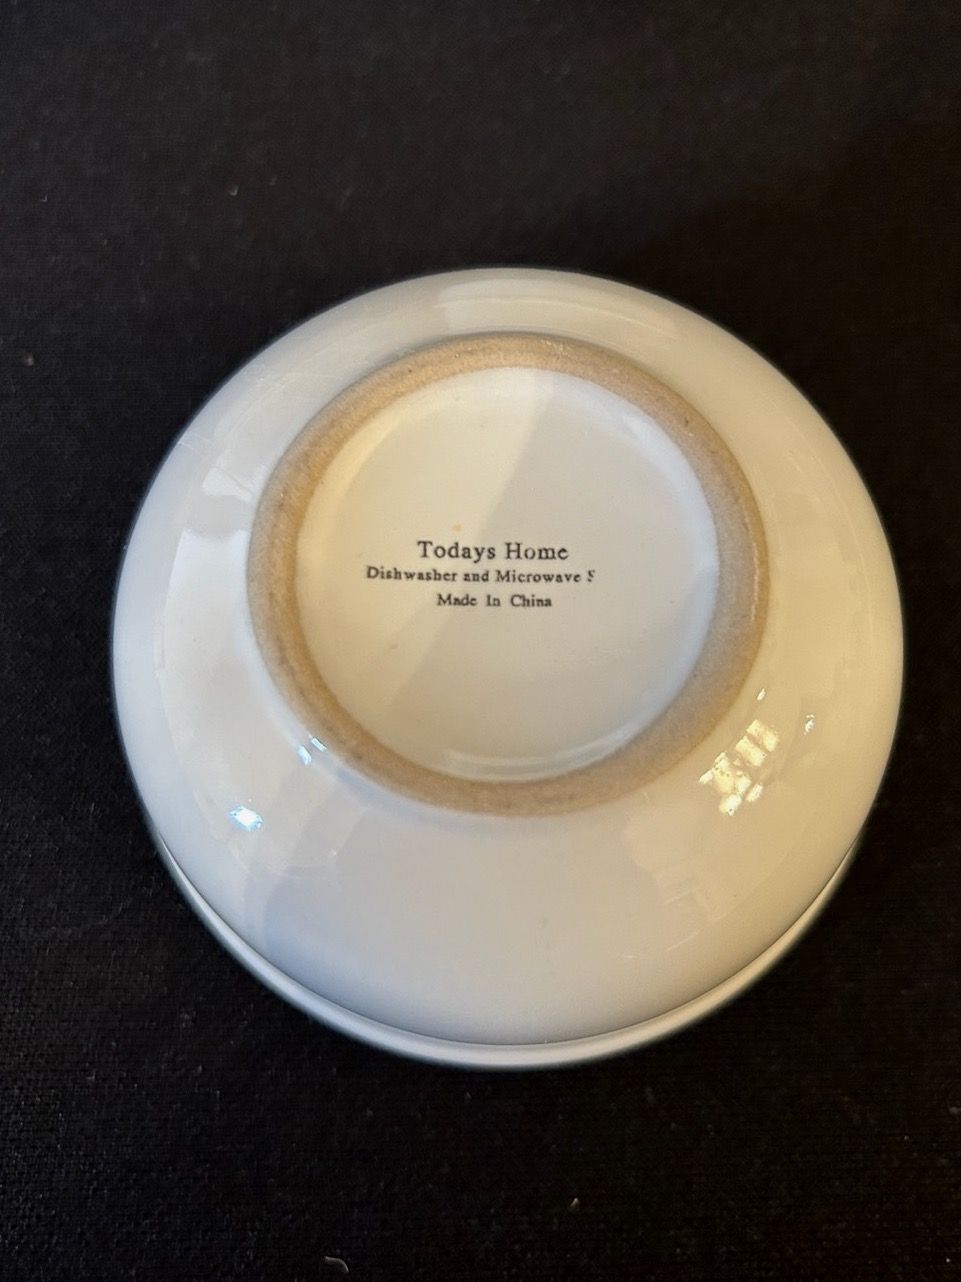 Todays Home
Dishwasher and Microwave S
Made In China